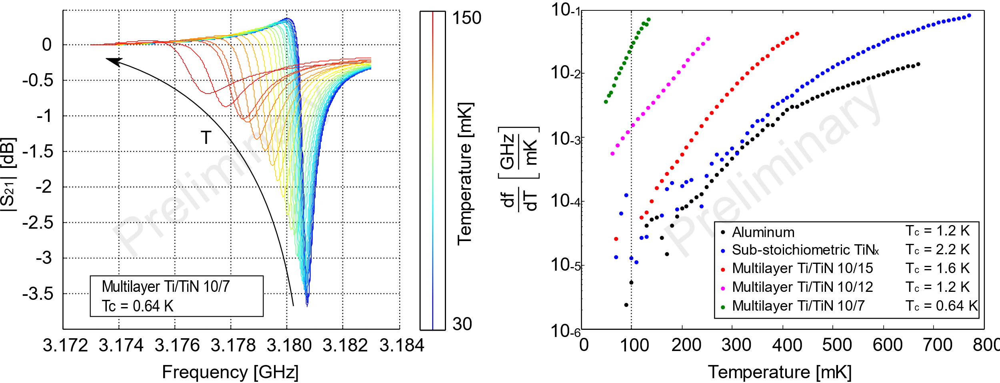 0
-0.5
-1
-1.5
-2
-2.5
-3
-3.5
|S21| [dB]
3.172 3.174 3.176 3.178 3.180 3.182 3.184
Frequency [GHz]
T
Preliminary
Multilayer Ti/TiN 10/7
Tc = 0.64 K
150
30
Temperature [mK]
10-1
10-2
10-3
10-4
10-5
10-6
df
dT
GHz
mK
0 100 200 300 400 500 600 700 800
Temperature [mK]
Preliminary
Aluminum Tc = 1.2 K
Sub-stoichiometric TiNx Tc = 2.2 K
Multilayer Ti/TiN 10/15 Tc = 1.6 K
Multilayer Ti/TiN 10/12 Tc = 1.2 K
Multilayer Ti/TiN 10/7 Tc = 0.64 K